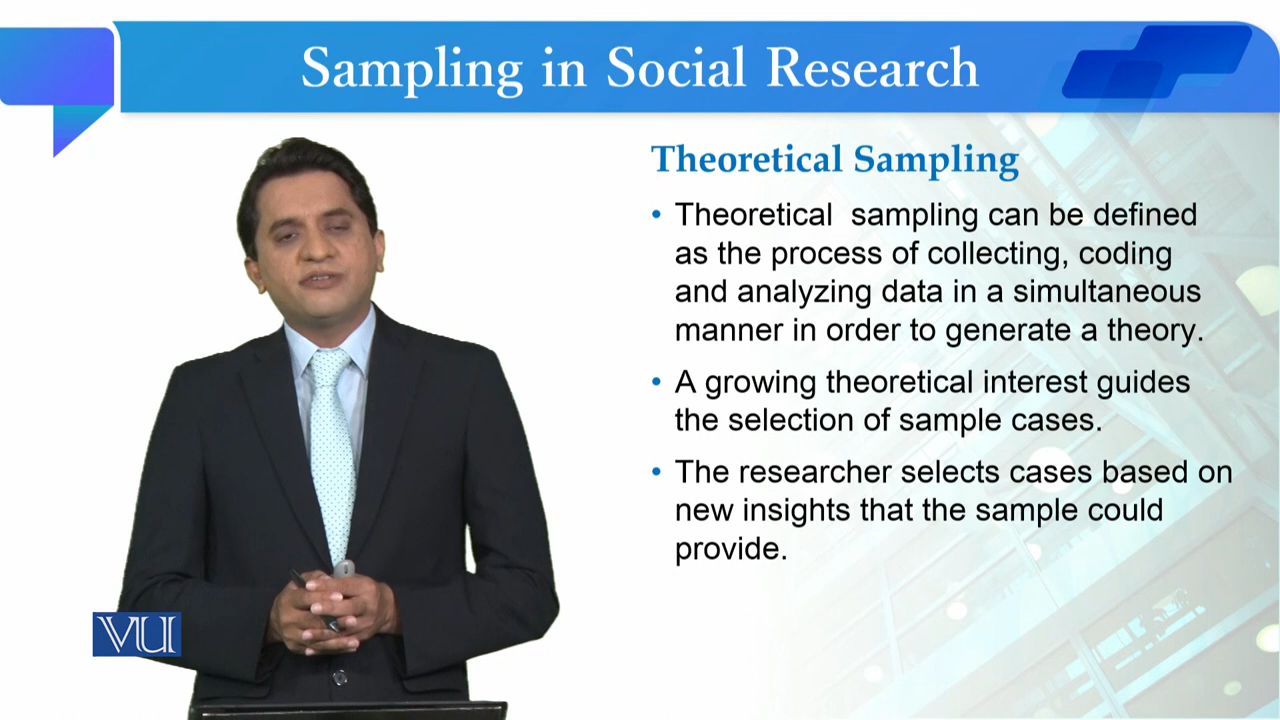 Sampling in Social Research
Theoretical Sampling
• Theoretical sampling can be defined
as the process of collecting, coding
and analyzing data in a simultaneous
manner in order to generate a theory.
• A growing theoretical interest guides
the selection of sample cases.
• The researcher selects cases based on
new insights that the sample could
provide.
VU